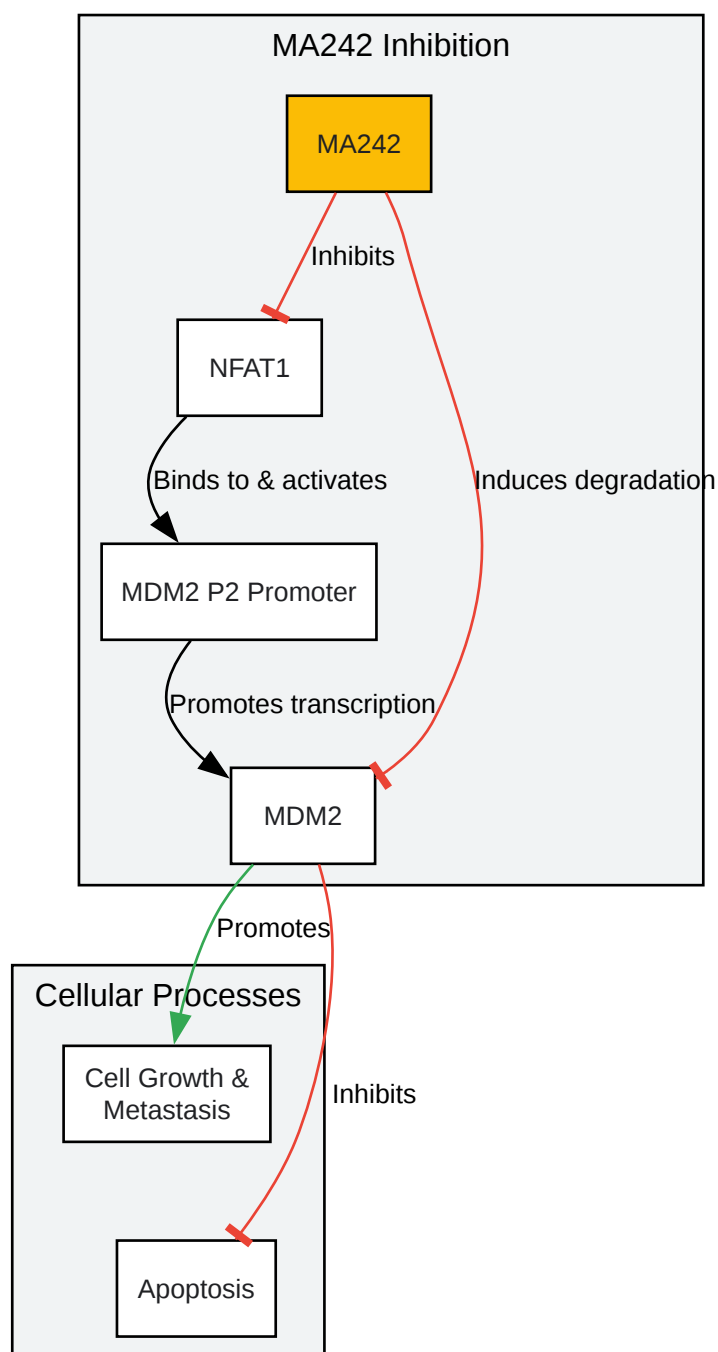 MA242 Inhibition
MA242
Inhibits
NFAT1
Binds to & activates
Induces degradation
MDM2 P2 Promoter
Promotes transcription
MDM2
Promotes
Cellular Processes
Cell Growth &
Metastasis
Inhibits
Apoptosis